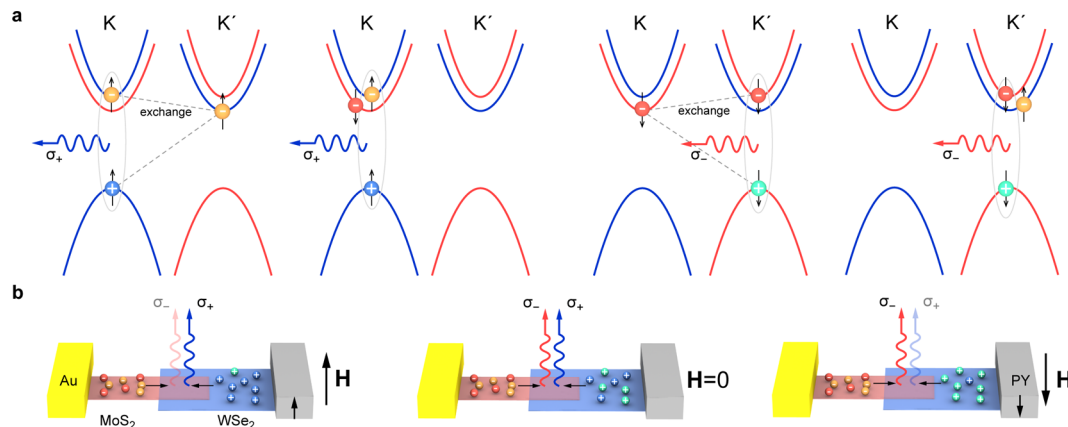 a
K K´ K K´ K K´ K K´
exchange exchange
σ+ σ+ σ− σ−
b
σ− σ+ σ− σ+ σ− σ+
Au H H=0 PY H
MoS2 WSe2